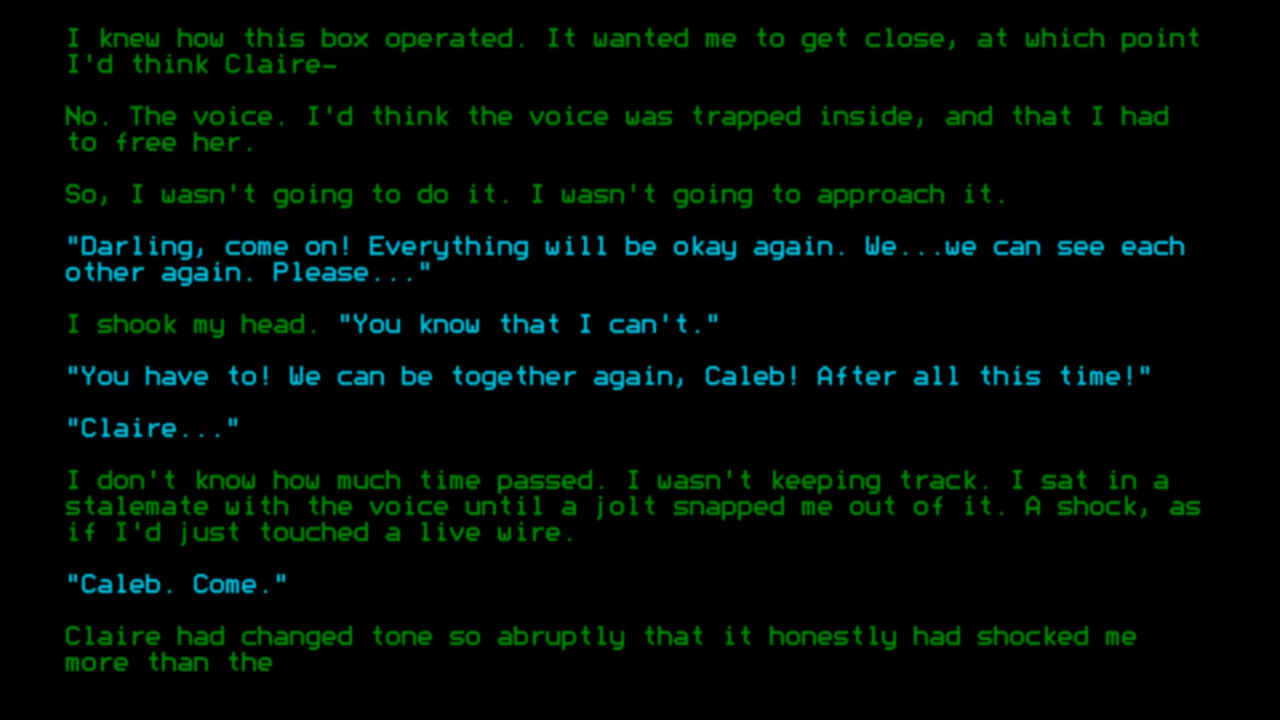 I knew how this box operated. It wanted me to get close, at which point
I'd think Claire-
No. The voice. I'd think the voice was trapped inside, and that I had
to free her.
So, I wasn't going to do it. I wasn't going to approach it.
"Darling, come on! Everything will be okay again. We...we can see each
other again. Please..."
I shook my head. "You know that I can't."
"You have to! We can be together again, Caleb! After all this time!"
"Claire..."
I don't know how much time passed. I wasn't keeping track. I sat in a
stalemate with the voice until a jolt snapped me out of it. A shock, as
if I'd just touched a live wire.
"Caleb. Come."
Claire had changed tone so abruptly that it honestly had shocked me
more than the